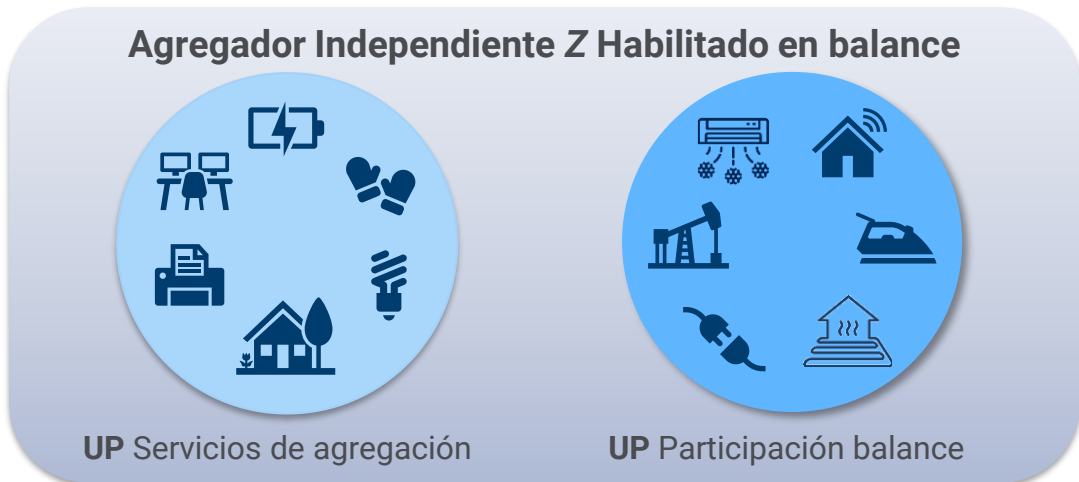 Agregador Independiente Z Habilitado en balance
UP Servicios de agregación
UP Participación balance